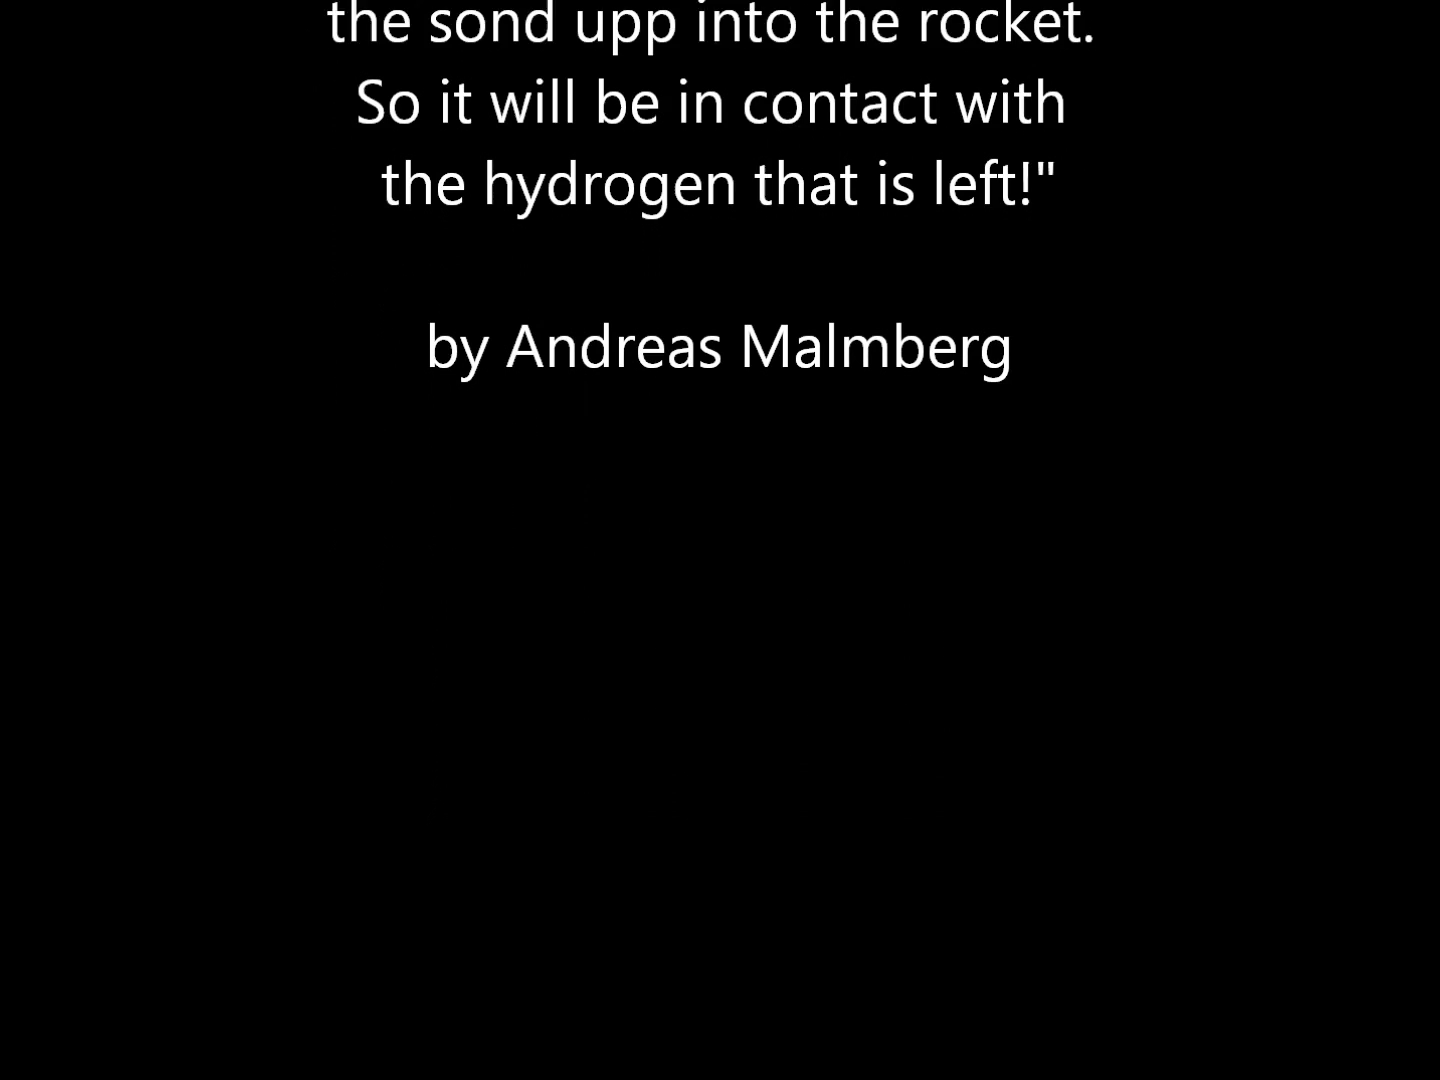 the sond upp into the rocket.
So it will be in contact with
the hydrogen that is left!"
by Andreas Malmberg